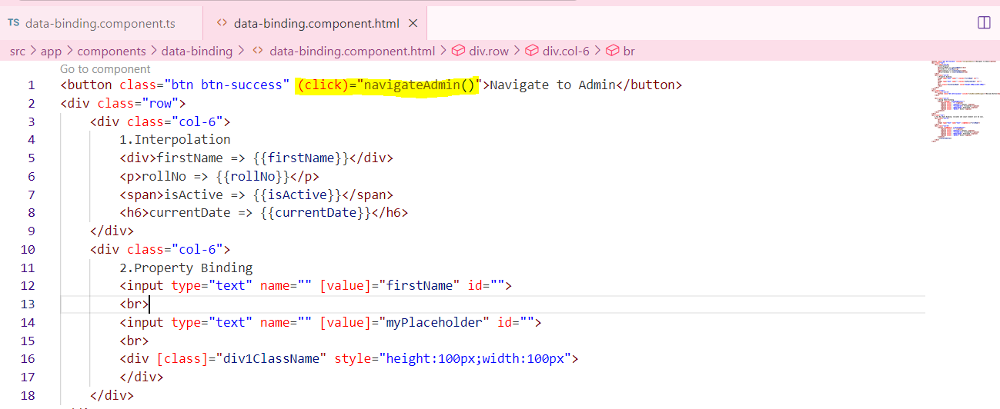 TS data-binding.component.ts <> data-binding.component.html ×
src > app > components > data-binding > <> data-binding.component.html > div.row > div.col-6 > br
Go to component
1 <button class="btn btn-success" (click)="navigateAdmin()">Navigate to Admin</button>
2 <div class="row">
3 <div class="col-6">
4 1.Interpolation
5 <div>firstName => {{firstName}}</div>
6 <p>rollNo => {{rollNo}}</p>
7 <span>isActive => {{isActive}}</span>
8 <h6>currentDate => {{currentDate}}</h6>
9 </div>
10 <div class="col-6">
11 2.Property Binding
12 <input type="text" name="" [value]="firstName" id="">
13 <br>
14 <input type="text" name="" [value]="myPlaceholder" id="">
15 <br>
16 <div [class]="div1ClassName" style="height:100px;width:100px">
17 </div>
18 </div>